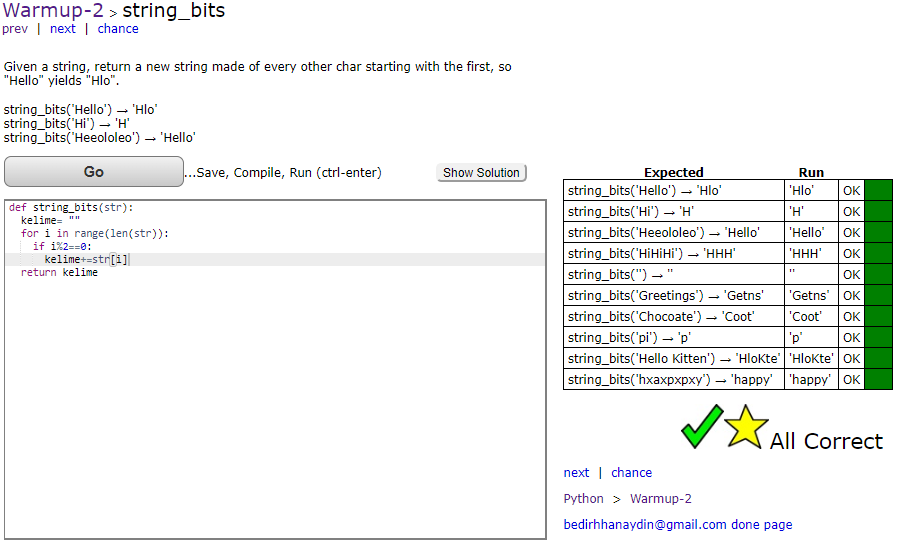 Warmup-2 > string_bits
prev | next | chance
Given a string, return a new string made of every other char starting with the first, so
"Hello" yields "Hlo".
string_bits('Hello') → 'Hlo'
string_bits('Hi') → 'H'
string_bits('Heeololeo') → 'Hello'
Go
...Save, Compile, Run (ctrl-enter)
Show Solution
def string_bits(str):
kelime= ""
for i in range(len(str)):
if i%2==0:
kelime+=str[i]
return kelime
Expected Run
string_bits('Hello') → 'Hlo' 'Hlo' OK
string_bits('Hi') → 'H' 'H' OK
string_bits('Heeololeo') → 'Hello' 'Hello' OK
string_bits('HiHiHi') → 'HHH' 'HHH' OK
string_bits('') → '' '' OK
string_bits('Greetings') → 'Getns' 'Getns' OK
string_bits('Chocoate') → 'Coot' 'Coot' OK
string_bits('pi') → 'p' 'p' OK
string_bits('Hello Kitten') → 'HloKte' 'HloKte' OK
string_bits('hxaxpxpxy') → 'happy' 'happy' OK
All Correct
next | chance
Python > Warmup-2
bedirhhanaydin@gmail.com done page